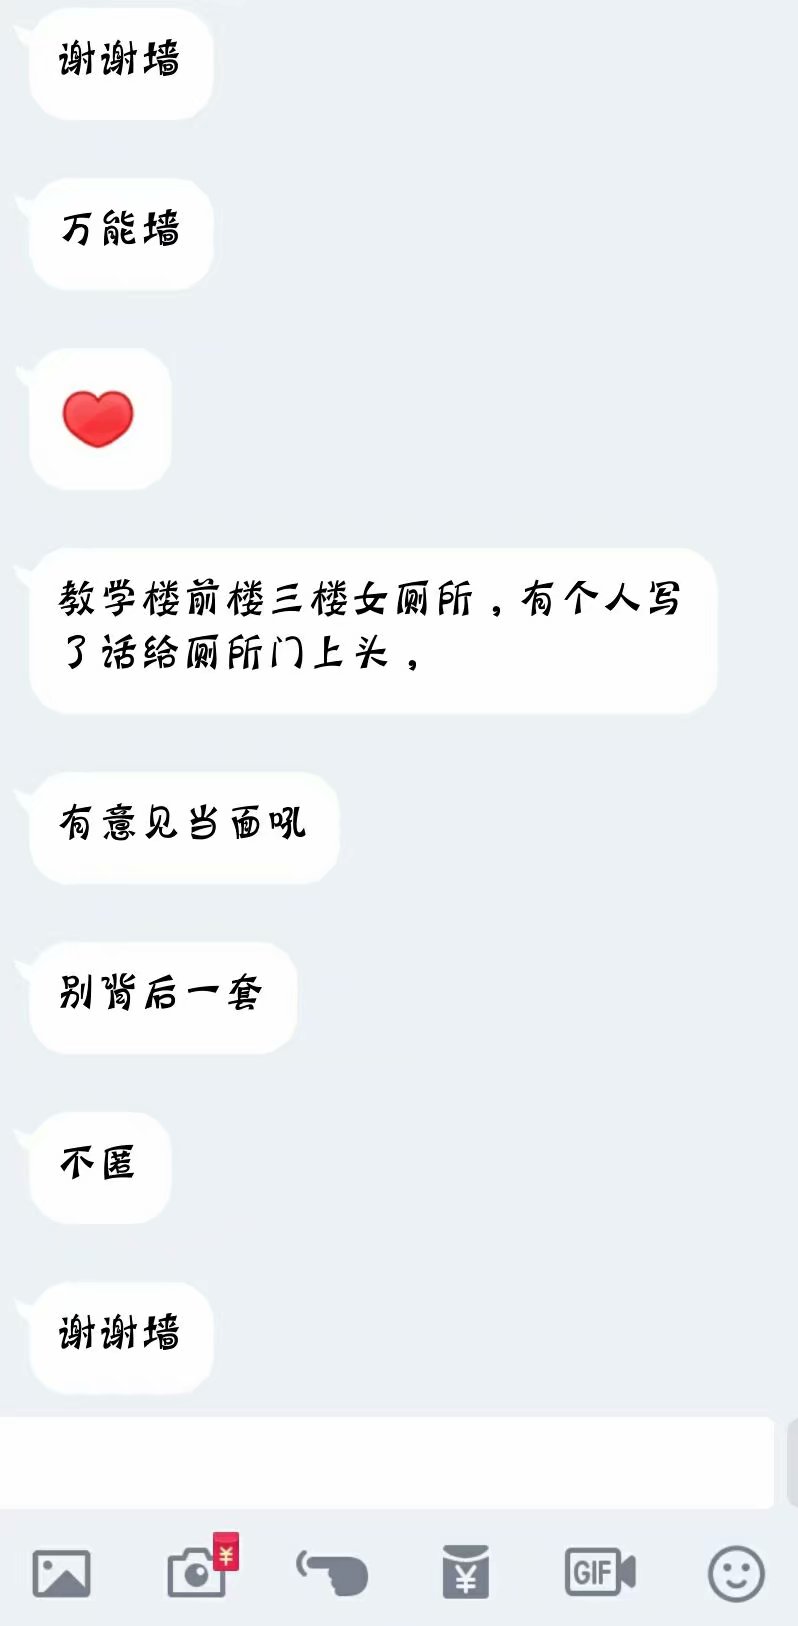 谢谢墙
万能墙
教学楼前楼三楼女厕所，有个人写
了话给厕所门上头，
有意见当面吼
别背后一套
不匿
谢谢墙
¥
¥
GIF